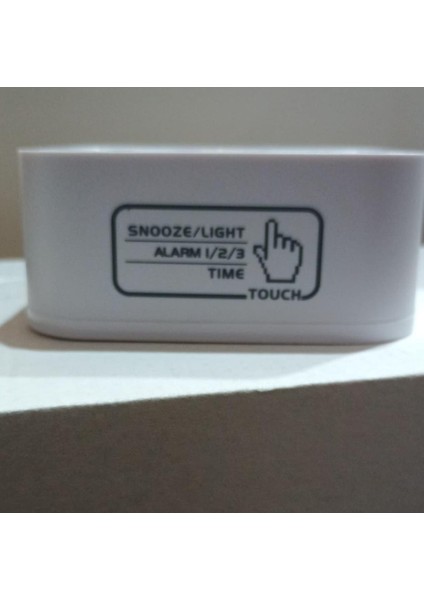 SNOOZE/LIGHT
ALARM 1/2/3
TIME
TOUCH